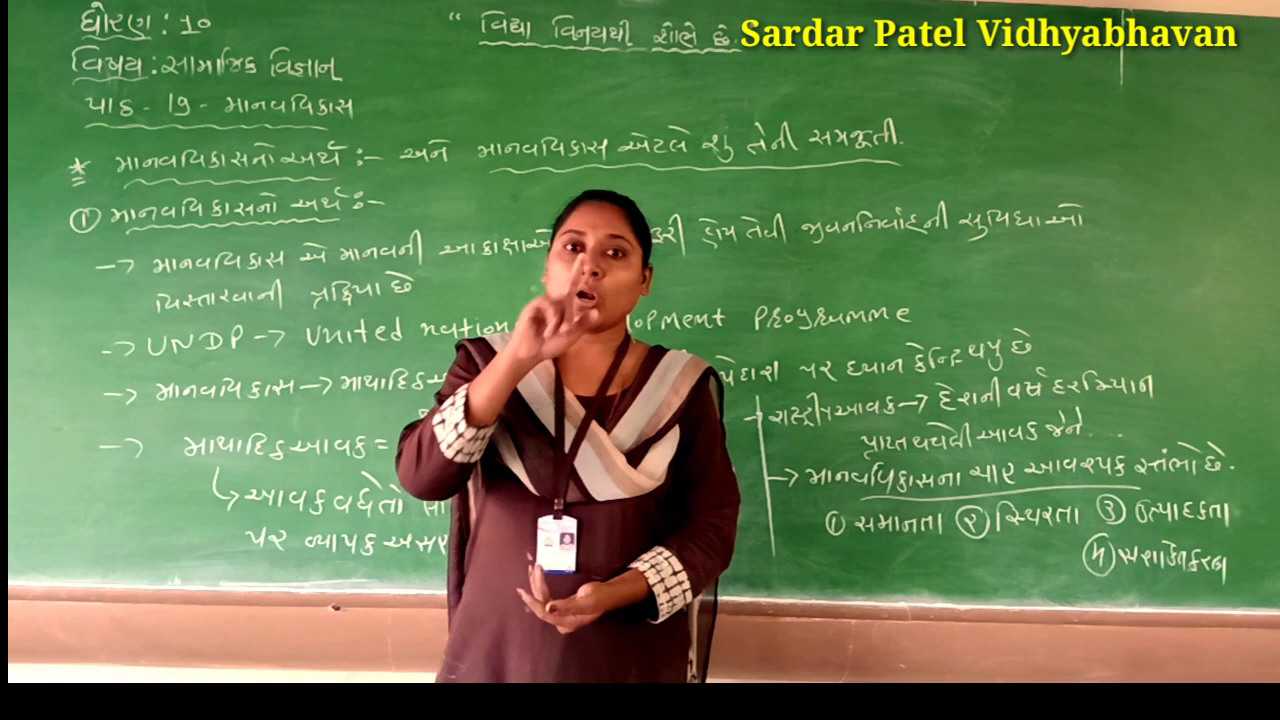 ધોરણ : ૧૦
" વિદ્યા વિનયથી શોભે છે.
Sardar Patel Vidhyabhavan
વિષય : સામાજિક વિજ્ઞાન
પાઠ - 19 - માનવવિકાસ
* માનવવિકાસનો અર્થ :- અને માનવવિકાસ એટલે શું તેની સમજૂતી.
① માનવવિકાસનો અર્થ :-
→ માનવવિકાસ એ માનવની
હોય તેવી જીવનનિર્વાહની સુવિધાઓ
વિસ્તારવાની પ્રક્રિયા છે
→ UNDP → United nation
opment Programme
→ માનવવિકાસ →
પર ધ્યાન કેન્દ્રિ થયુ છે
→ રાષ્ટ્રીય આવક → દેશની વર્ષ દરમિયાન
પ્રાપ્ત થયેલી આવક જેને . . .
→ માથાદિઠ આવક =
↳ આવક વધે તો
પર વ્યાપક અસર
→ માનવવિકાસના ચાર આવશ્યક સ્તંભો છે.
① સમાનતા ② સ્થિરતા ③ ઉત્પાદકતા
④ સશક્તિકરણ